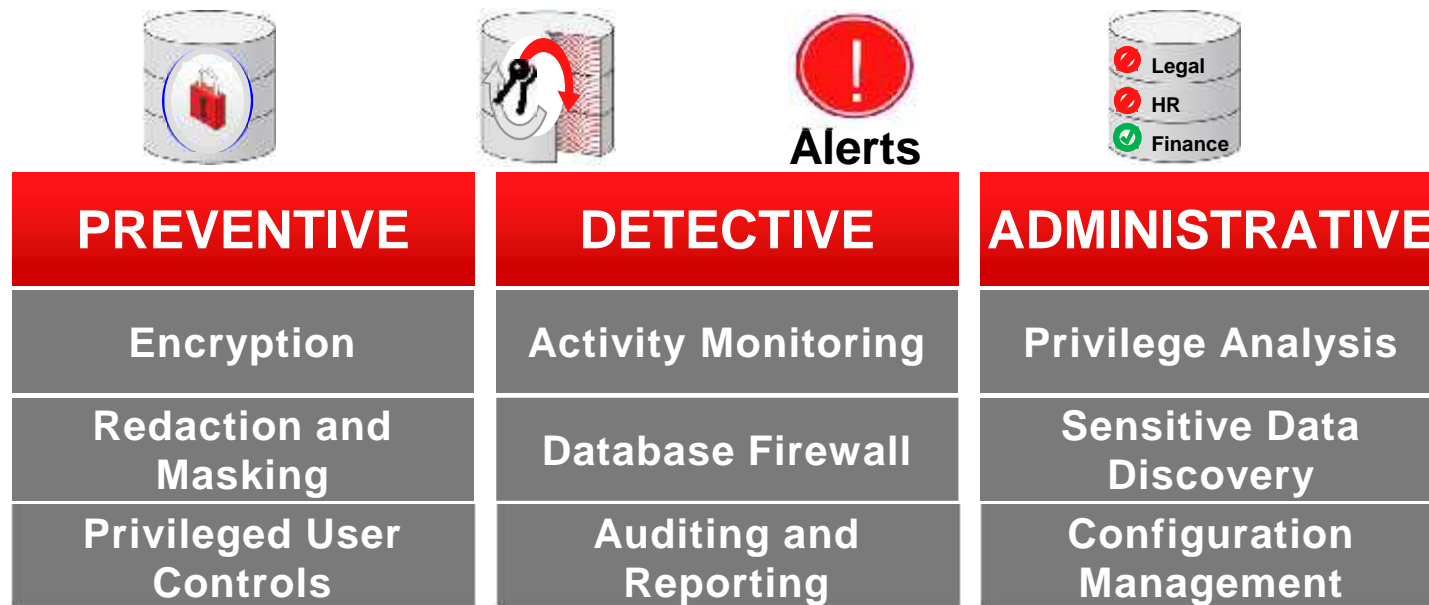 Legal
HR
Finance
Alerts
PREVENTIVE
DETECTIVE
ADMINISTRATIVE
Encryption
Activity Monitoring
Privilege Analysis
Redaction and
Masking
Database Firewall
Sensitive Data
Discovery
Privileged User
Controls
Auditing and
Reporting
Configuration
Management